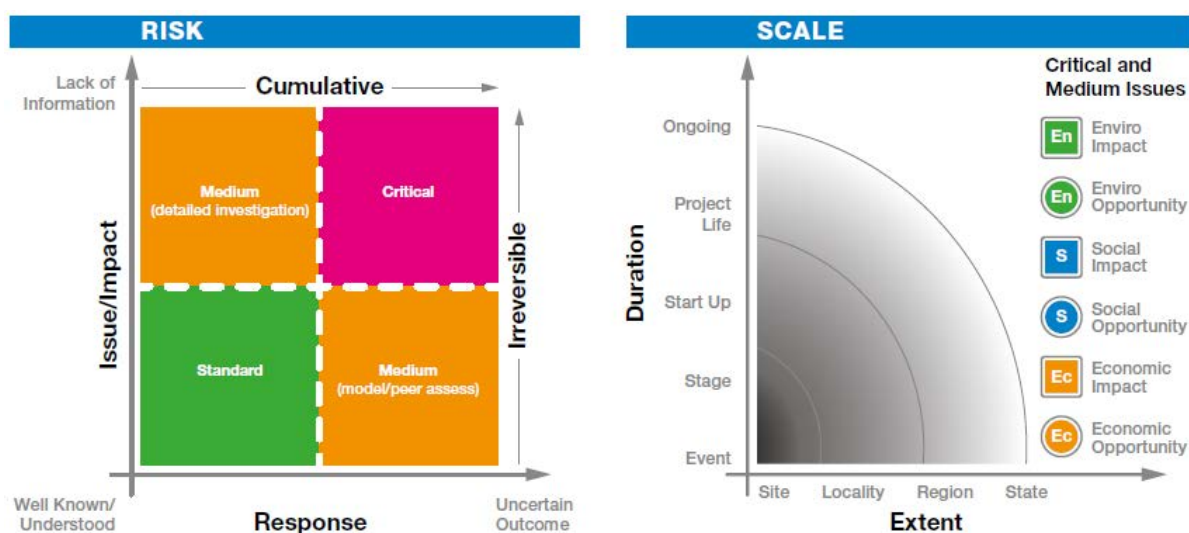 RISK
Lack of
Information
Cumulative
Medium
(detailed investigation)
Critical
Issue/Impact
Irreversible
Standard
Medium
(model/peer assess)
Well Known/
Understood
Response
Uncertain
Outcome
SCALE
Critical and
Medium Issues
Ongoing
Project
Life
Duration
Start Up
Stage
Event
Site
Locality
Region
State
Extent
En
Enviro
Impact
En
Enviro
Opportunity
S
Social
Impact
S
Social
Opportunity
Ec
Economic
Impact
Ec
Economic
Opportunity